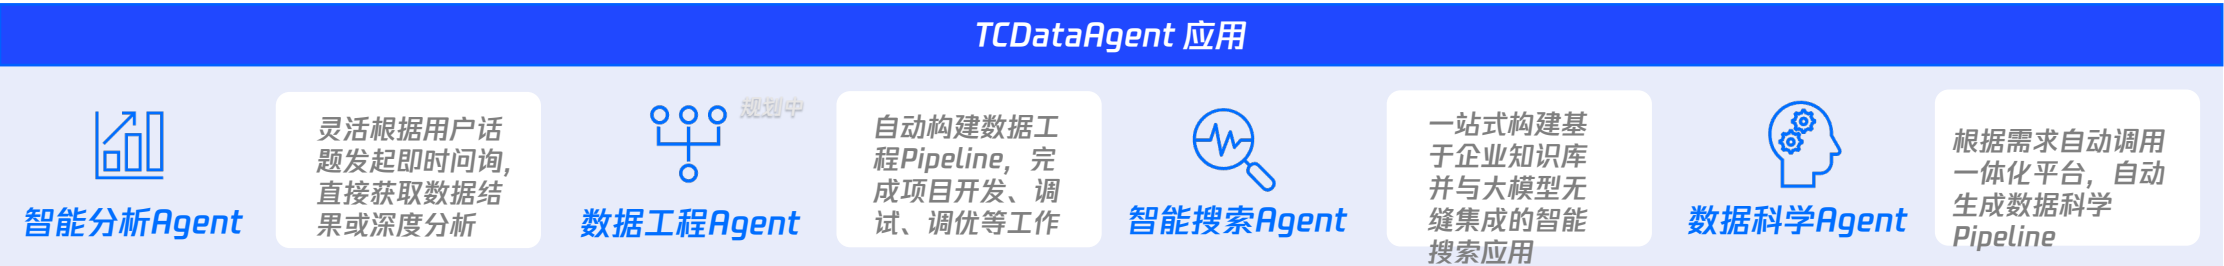 TCDataAgent 应用
智能分析Agent
灵活根据用户话
题发起即时问询,
直接获取数据结
果或深度分析
规划中
数据工程Agent
自动构建数据工
程Pipeline，完
成项目开发、调
试、调优等工作
智能搜索Agent
一站式构建基
于企业知识库
并与大模型无
缝集成的智能
搜索应用
数据科学Agent
根据需求自动调用
一体化平台，自动
生成数据科学
Pipeline